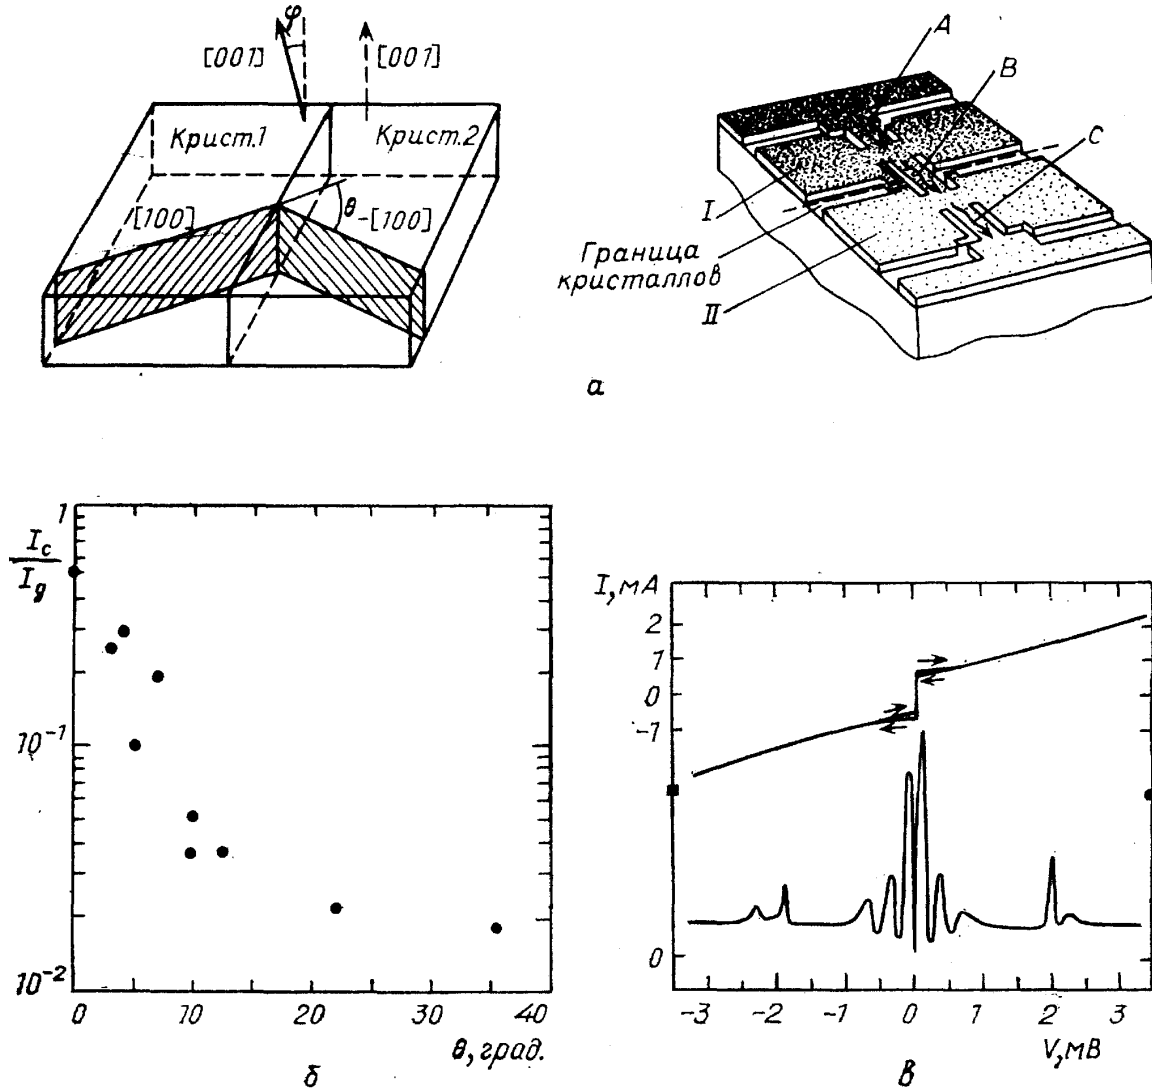 φ
[001]
[001]
Крист.1
Крист.2
[100]
θ
-[100]
A
B
C
I
Граница
кристаллов
II
а
1
I_c
I_g
10⁻¹
10⁻²
0 10 20 30 40
θ, град.
б
I, мА
2
1
0
-1
0
-3 -2 -1 0 1 2 3
V, мВ
в